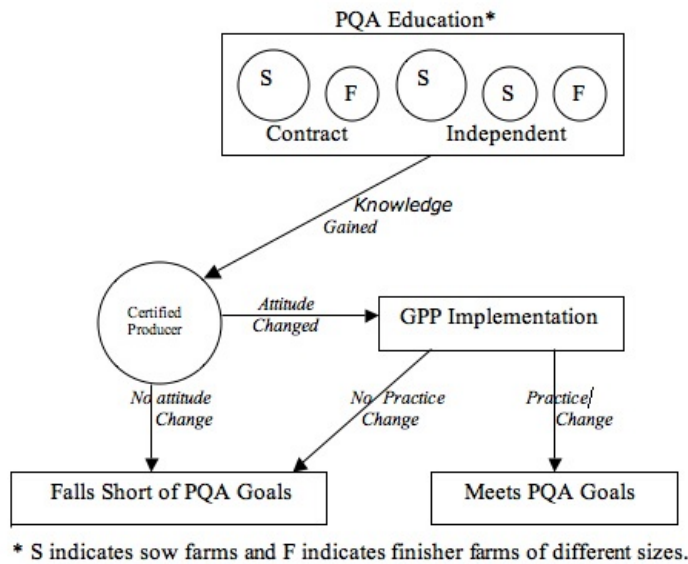 PQA Education*
S F S S F
Contract Independent
Knowledge
Gained
Certified
Producer
Attitude
Changed
GPP Implementation
No attitude
Change
No Practice
Change
Practice/
Change
Falls Short of PQA Goals
Meets PQA Goals
* S indicates sow farms and F indicates finisher farms of different sizes.